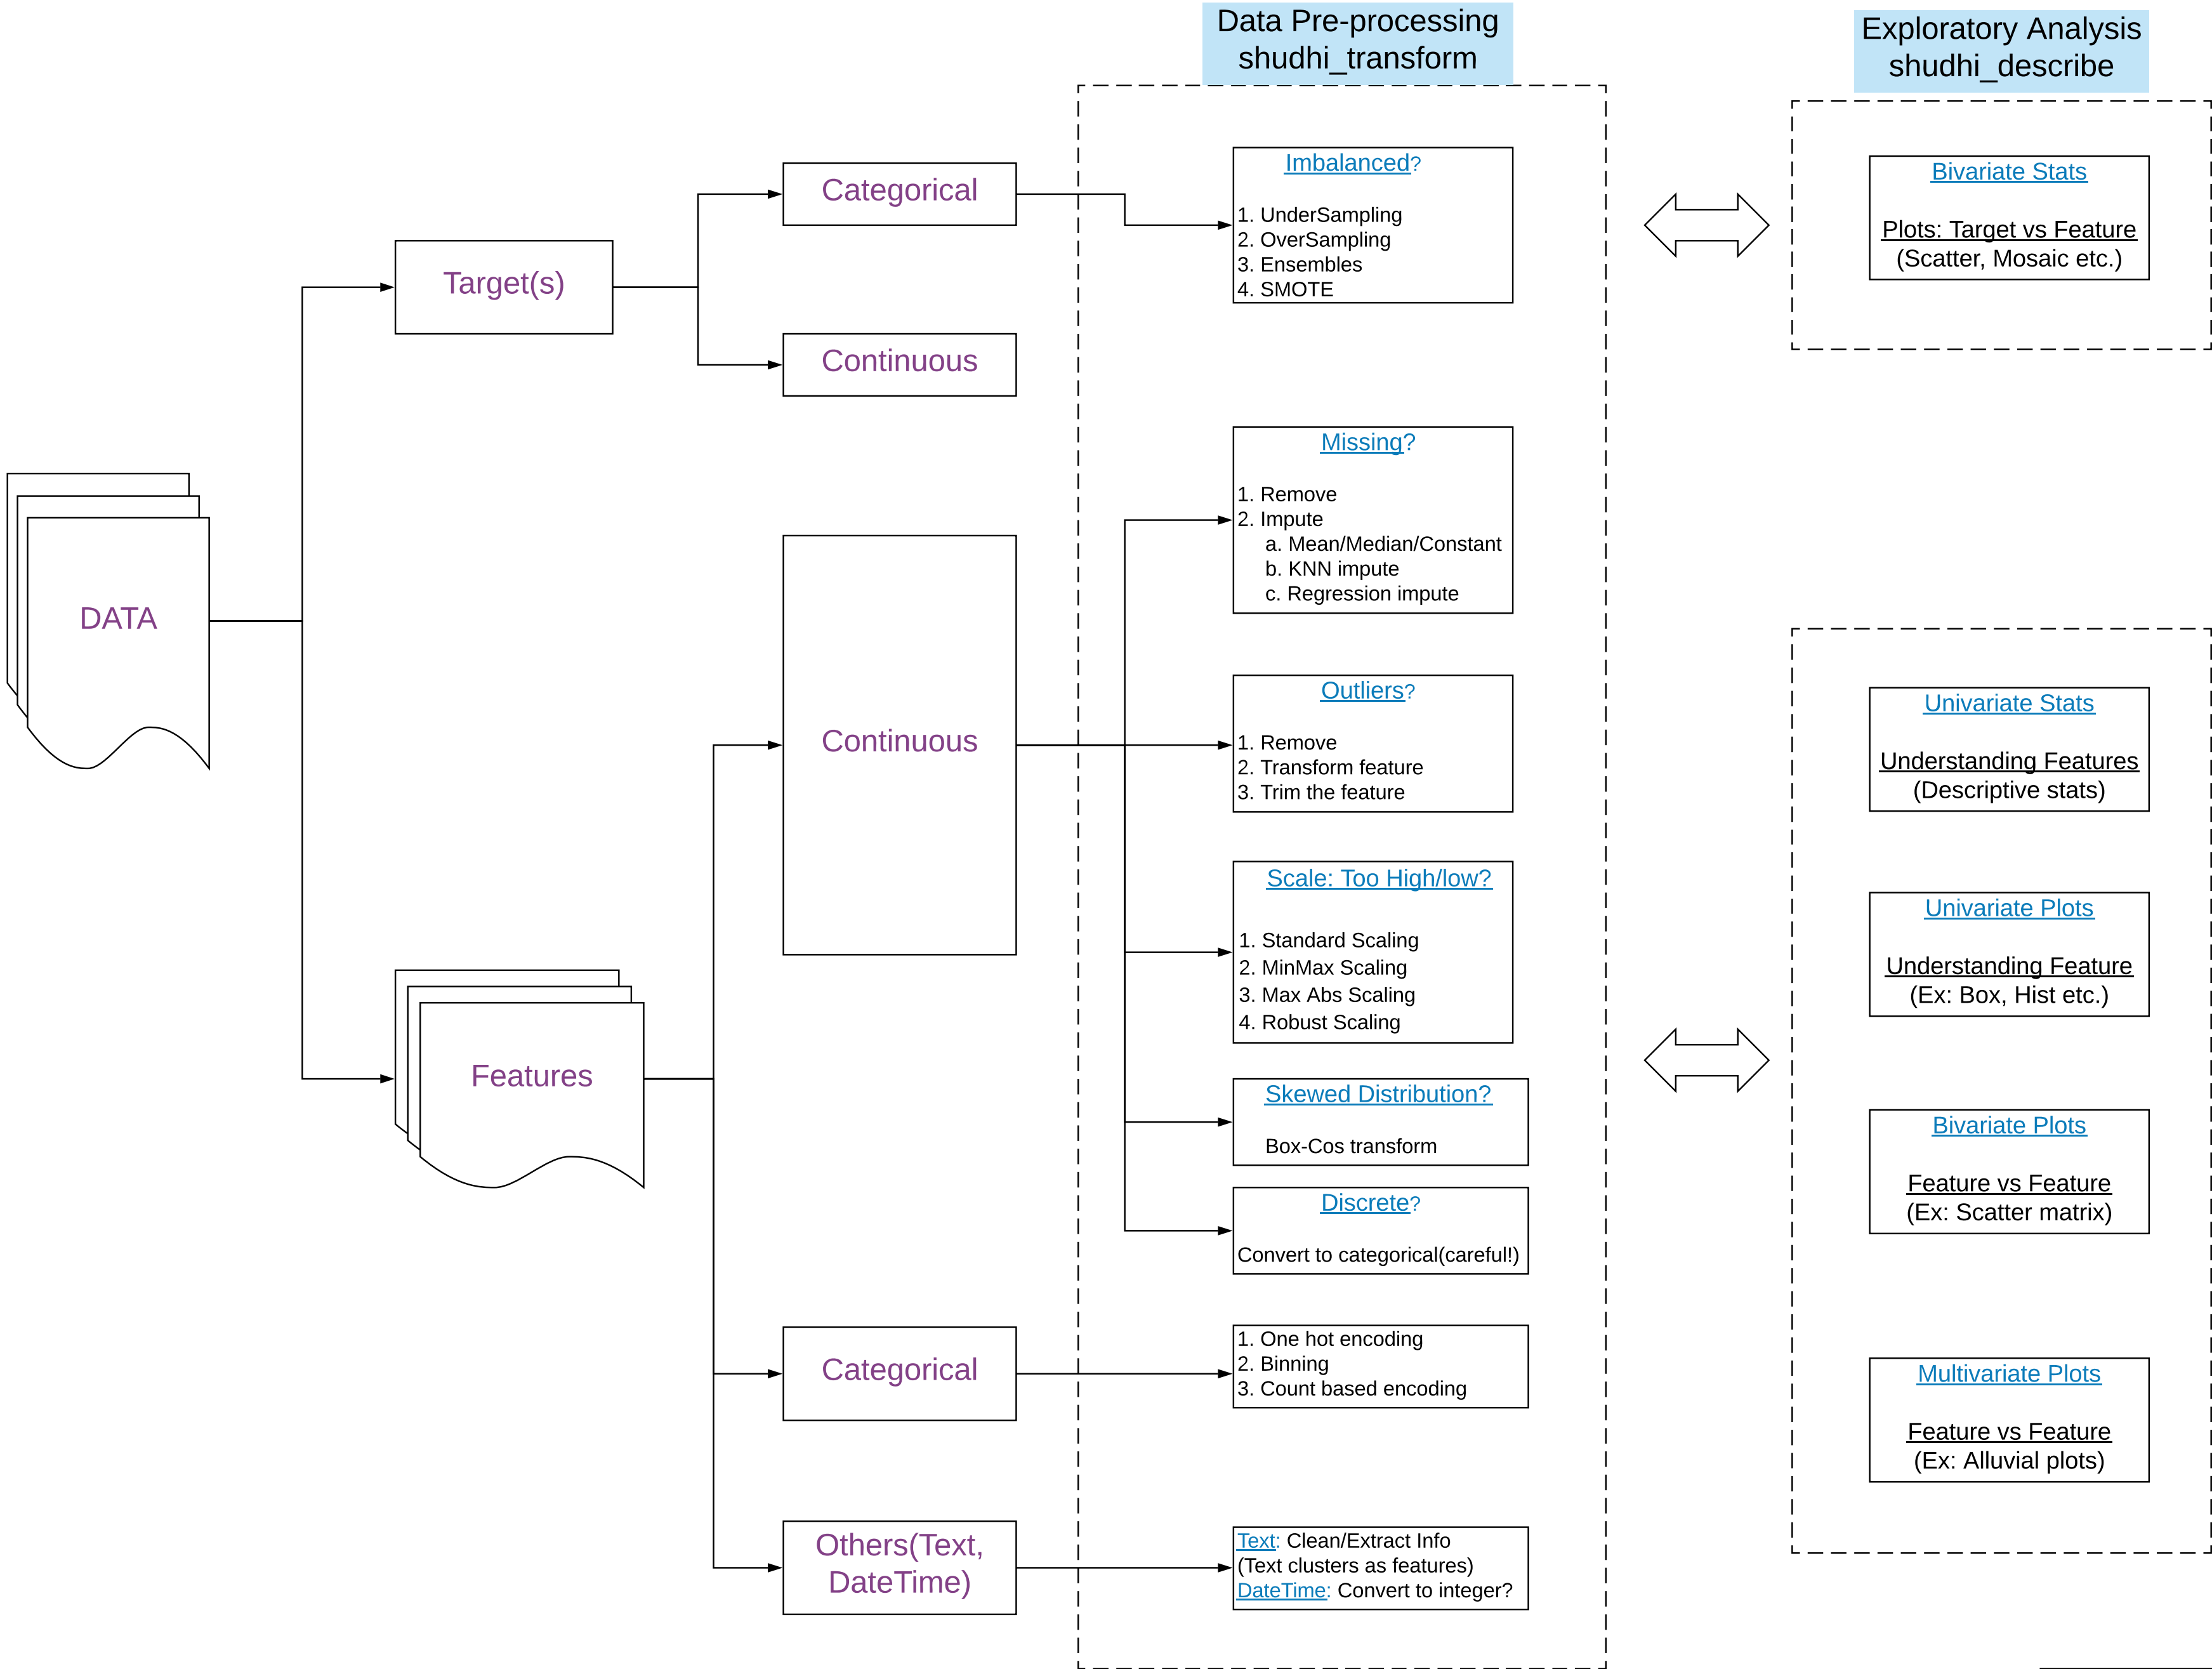 Data Pre-processing
shudhi_transform
Exploratory Analysis
shudhi_describe
DATA
Target(s)
Features
Categorical
Continuous
Continuous
Categorical
Others(Text,
DateTime)
Imbalanced?
1. UnderSampling
2. OverSampling
3. Ensembles
4. SMOTE
Missing?
1. Remove
2. Impute
a. Mean/Median/Constant
b. KNN impute
c. Regression impute
Outliers?
1. Remove
2. Transform feature
3. Trim the feature
Scale: Too High/low?
1. Standard Scaling
2. MinMax Scaling
3. Max Abs Scaling
4. Robust Scaling
Skewed Distribution?
Box-Cos transform
Discrete?
Convert to categorical(careful!)
1. One hot encoding
2. Binning
3. Count based encoding
Text: Clean/Extract Info
(Text clusters as features)
DateTime: Convert to integer?
Bivariate Stats
Plots: Target vs Feature
(Scatter, Mosaic etc.)
Univariate Stats
Understanding Features
(Descriptive stats)
Univariate Plots
Understanding Feature
(Ex: Box, Hist etc.)
Bivariate Plots
Feature vs Feature
(Ex: Scatter matrix)
Multivariate Plots
Feature vs Feature
(Ex: Alluvial plots)